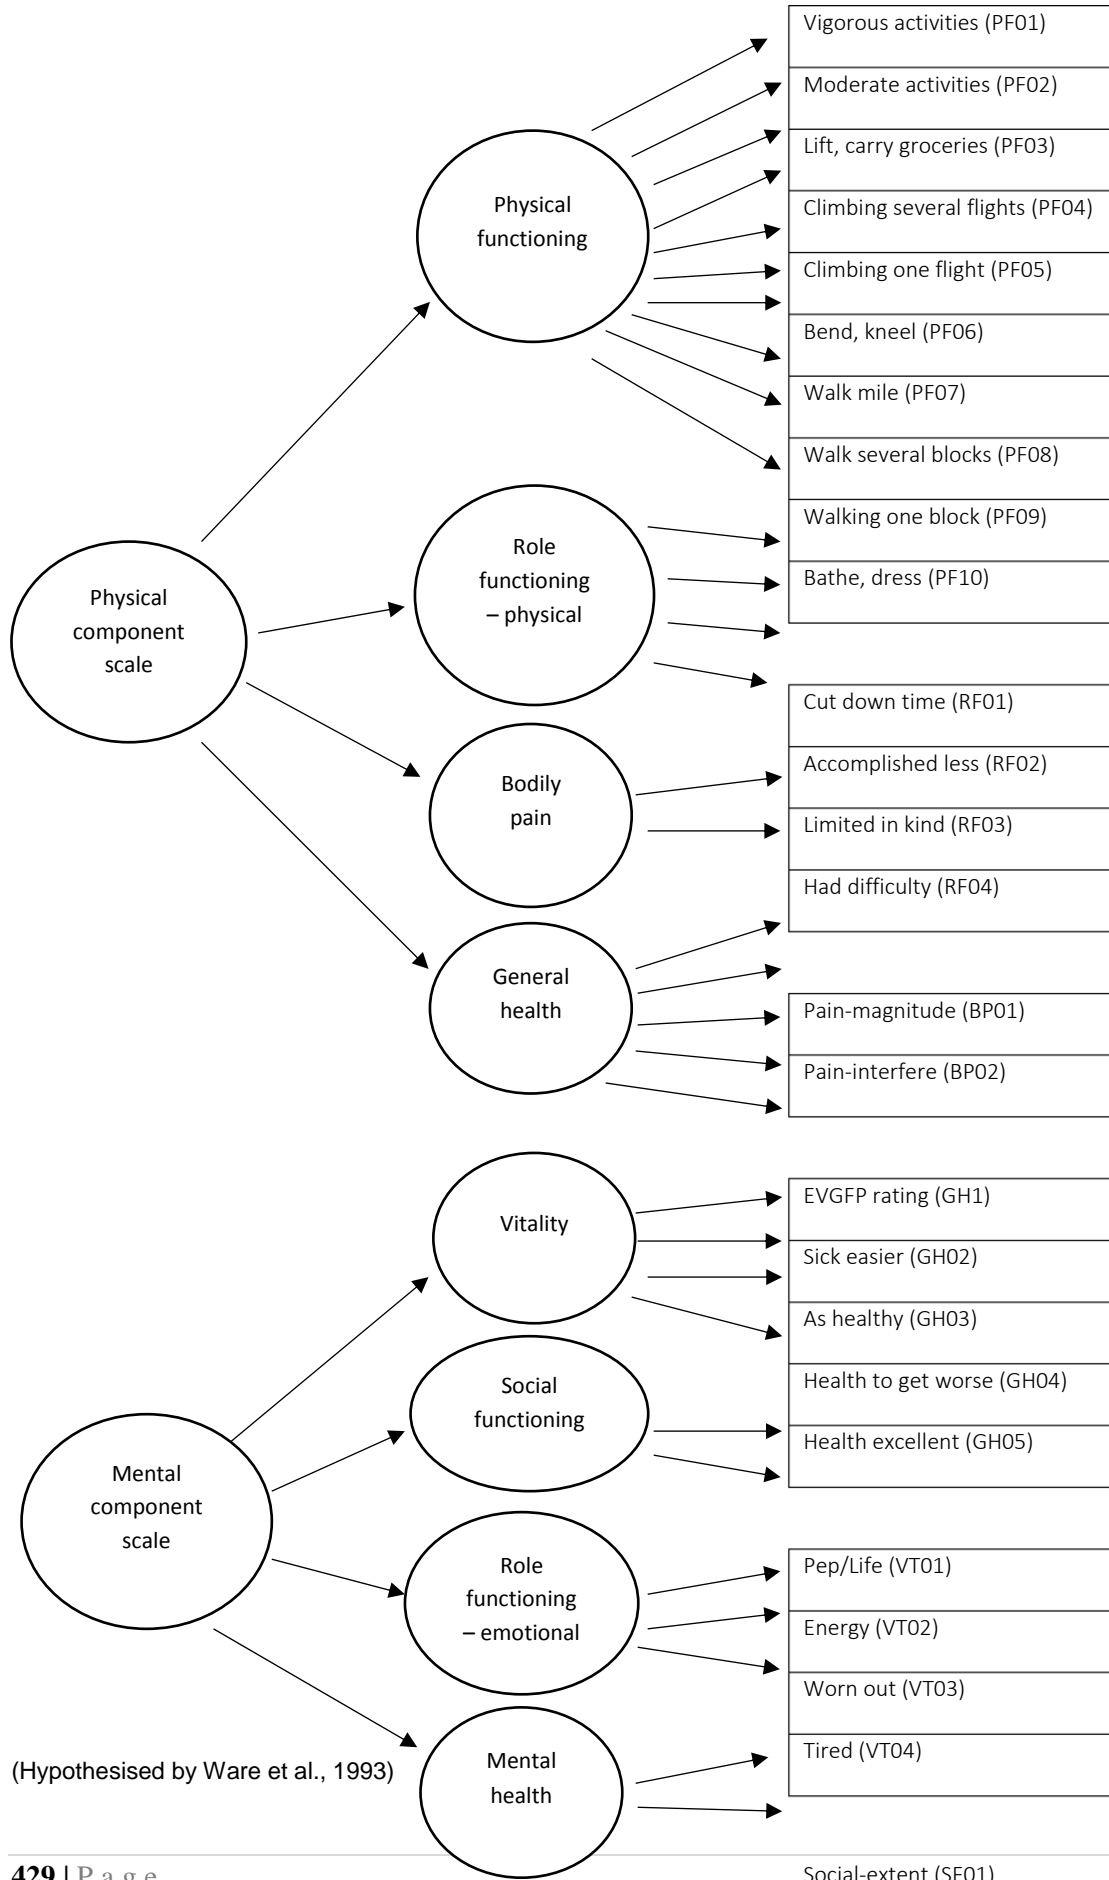 Vigorous activities (PF01)
Moderate activities (PF02)
Lift, carry groceries (PF03)
Climbing several flights (PF04)
Climbing one flight (PF05)
Bend, kneel (PF06)
Walk mile (PF07)
Walk several blocks (PF08)
Walking one block (PF09)
Bathe, dress (PF10)
Physical
functioning
Role
functioning
– physical
Physical
component
scale
Bodily
pain
General
health
Cut down time (RF01)
Accomplished less (RF02)
Limited in kind (RF03)
Had difficulty (RF04)
Pain-magnitude (BP01)
Pain-interfere (BP02)
Vitality
Social
functioning
Mental
component
scale
Role
functioning
– emotional
Mental
health
EVGFP rating (GH1)
Sick easier (GH02)
As healthy (GH03)
Health to get worse (GH04)
Health excellent (GH05)
Pep/Life (VT01)
Energy (VT02)
Worn out (VT03)
Tired (VT04)
(Hypothesised by Ware et al., 1993)
429 | P a g e
Social-extent (SF01)